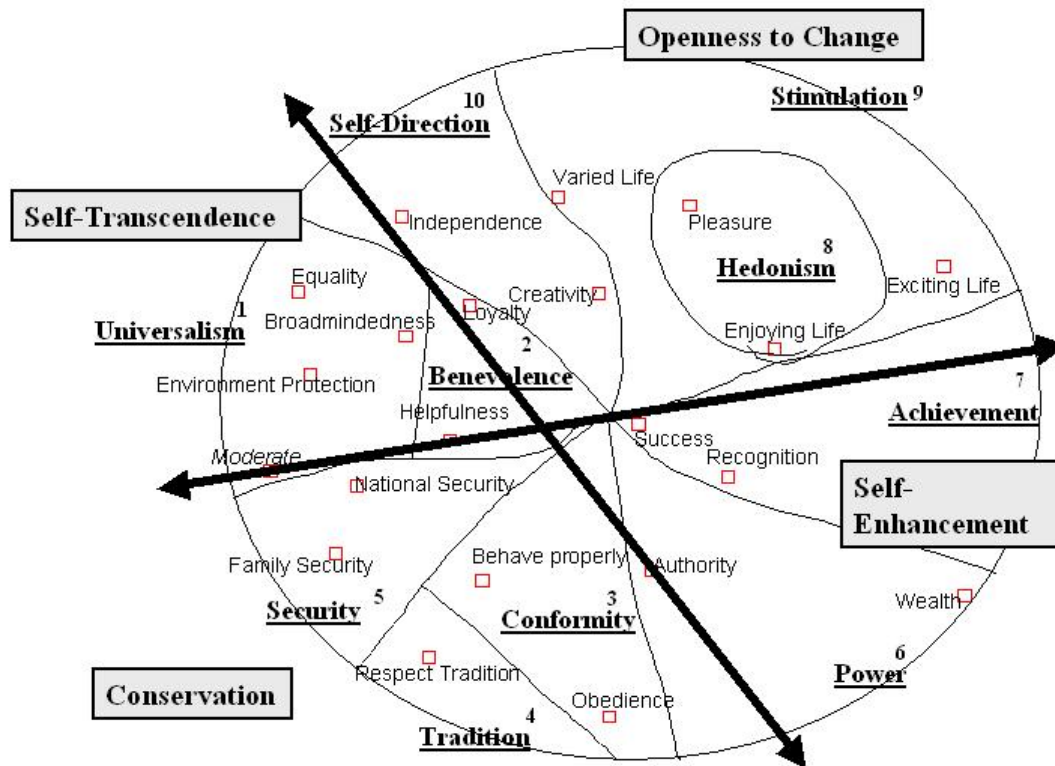 Openness to Change
Stimulation 9
10
Self-Direction
Varied Life
Self-Transcendence
Independence
Pleasure
8
Hedonism
Equality
Exciting Life
Creativity
1
Universalism
Broadmindedness
Loyalty
Enjoying Life
2
Benevolence
Environment Protection
7
Achievement
Helpfulness
Success
Moderate
Recognition
National Security
Self-
Enhancement
Family Security
Behave properly
Authority
Wealth
5
Security
3
Conformity
6
Power
Respect Tradition
Conservation
Obedience
4
Tradition